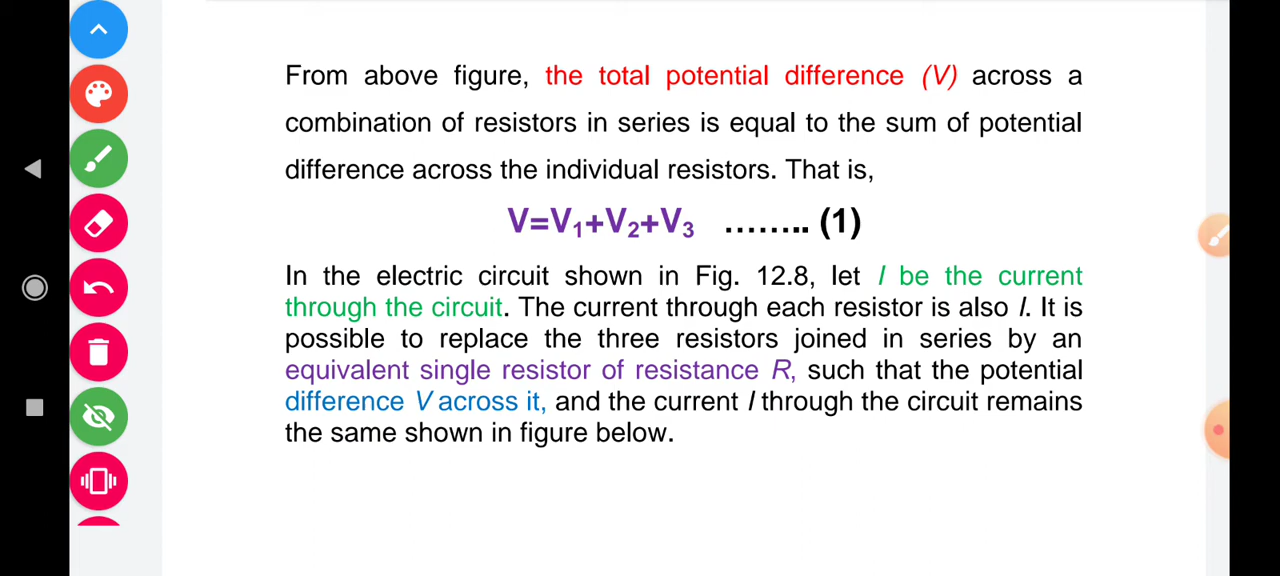 From above figure, the total potential difference (V) across a
combination of resistors in series is equal to the sum of potential
difference across the individual resistors. That is,
V=V₁+V₂+V₃ …….. (1)
In the electric circuit shown in Fig. 12.8, let I be the current
through the circuit. The current through each resistor is also I. It is
possible to replace the three resistors joined in series by an
equivalent single resistor of resistance R, such that the potential
difference V across it, and the current I through the circuit remains
the same shown in figure below.